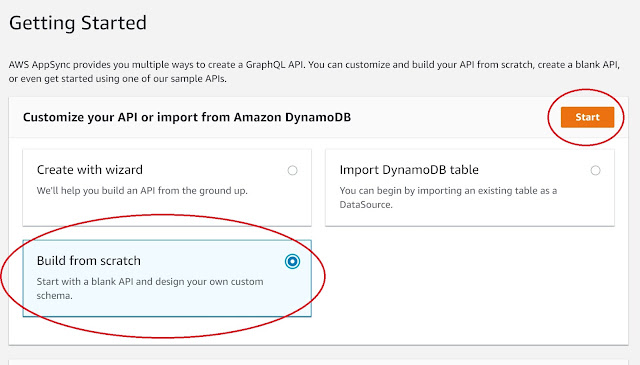 Getting Started
AWS AppSync provides you multiple ways to create a GraphQL API. You can customize and build your API from scratch, create a blank API,
or even get started using one of our sample APIs.
Customize your API or import from Amazon DynamoDB
Start
Create with wizard
We'll help you build an API from the ground up.
Import DynamoDB table
You can begin by importing an existing table as a
DataSource.
Build from scratch
Start with a blank API and design your own custom
schema.